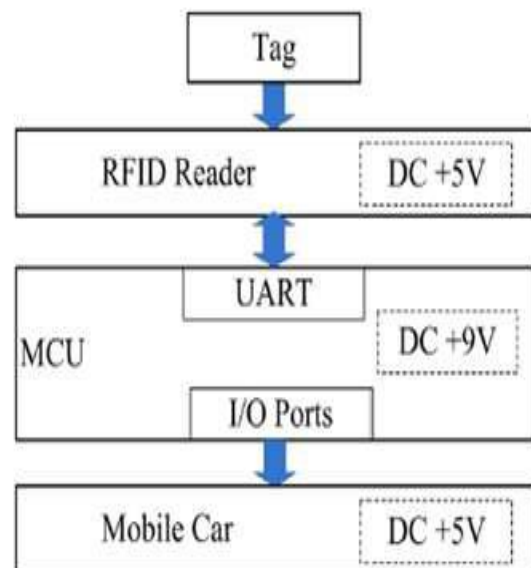 Tag
RFID Reader
DC +5V
UART
DC +9V
MCU
I/O Ports
Mobile Car
DC +5V